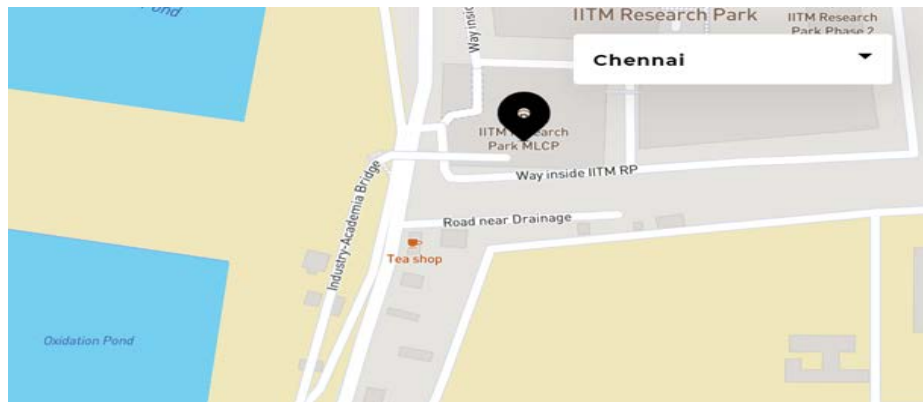 Pond
Way insid
IITM Research Park
IITM Research
Park Phase 2
Chennai
IITM Research
Park MLCP
Way inside IITM RP
Industry-Academia Bridge
Road near Drainage
Tea shop
Oxidation Pond